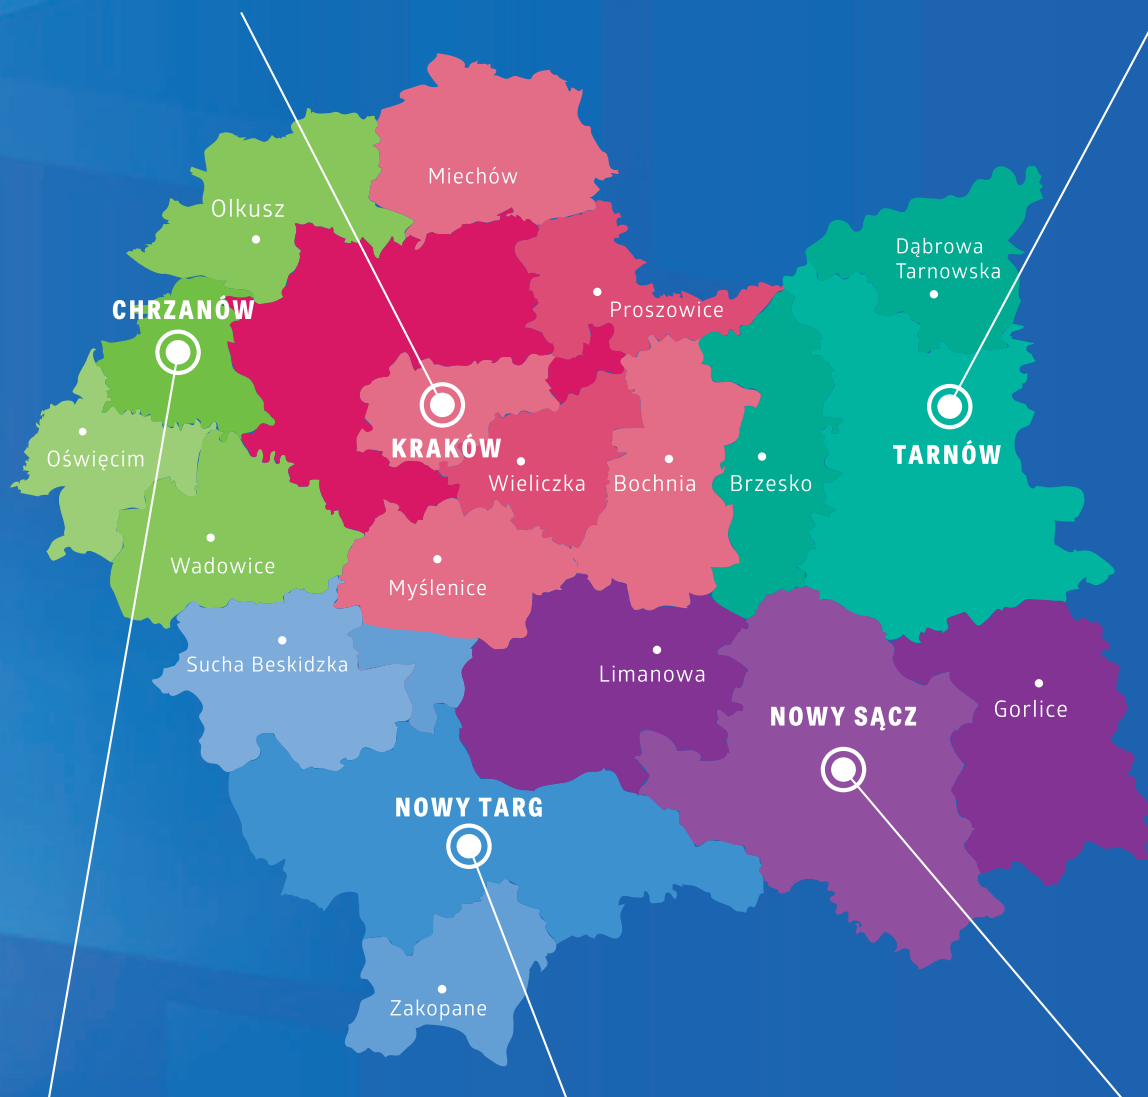 Miechów
Olkusz
Dąbrowa
Tarnowska
CHRZANÓW
Proszowice
KRAKÓW
TARNÓW
Oświęcim
Wieliczka
Bochnia
Brzesko
Wadowice
Myślenice
Sucha Beskidzka
Limanowa
Gorlice
NOWY SĄCZ
NOWY TARG
Zakopane